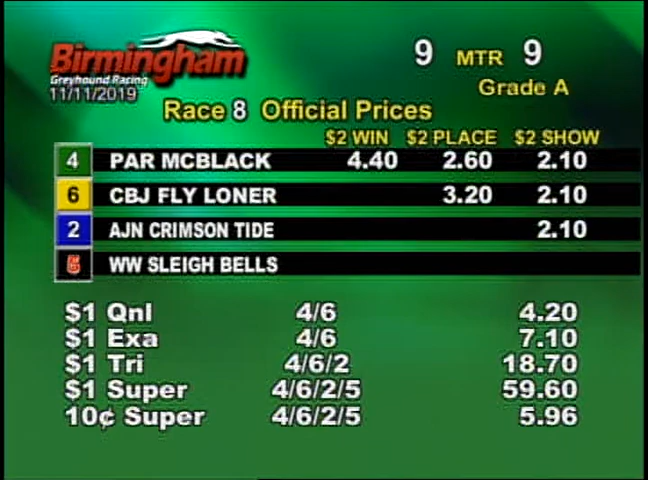 Birmingham
Greyhound Racing
11/11/2019
9 MTR 9
Grade A
Race 8 Official Prices
$2 WIN $2 PLACE $2 SHOW
4 PAR MCBLACK 4.40 2.60 2.10
6 CBJ FLY LONER 3.20 2.10
2 AJN CRIMSON TIDE 2.10
5 WW SLEIGH BELLS
$1 Qnl 4/6 4.20
$1 Exa 4/6 7.10
$1 Tri 4/6/2 18.70
$1 Super 4/6/2/5 59.60
10¢ Super 4/6/2/5 5.96